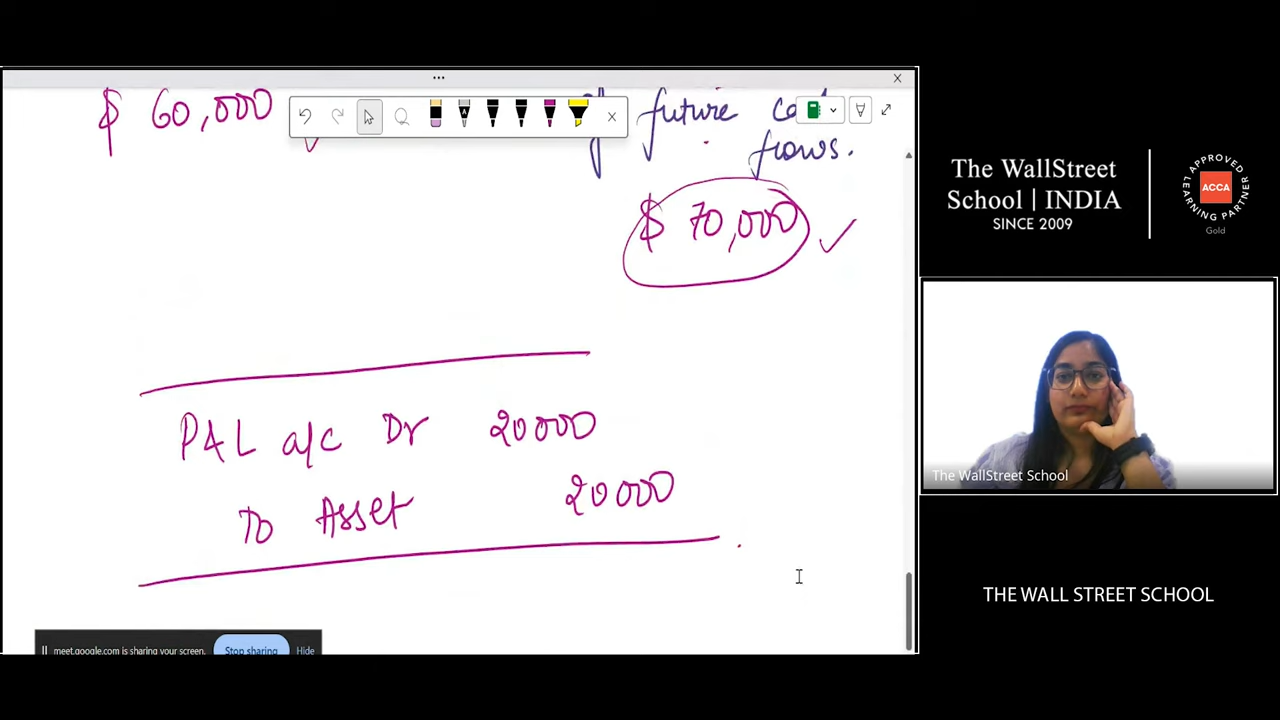 $ 60,000
of future
flows.
$ 70,000
P&L a/c Dr 20000
To Asset 20000
meet.google.com is sharing your screen.
Stop sharing
Hide
The WallStreet
School | INDIA
SINCE 2009
APPROVED
LEARNING PARTNER
ACCA
Gold
The WallStreet School
THE WALL STREET SCHOOL